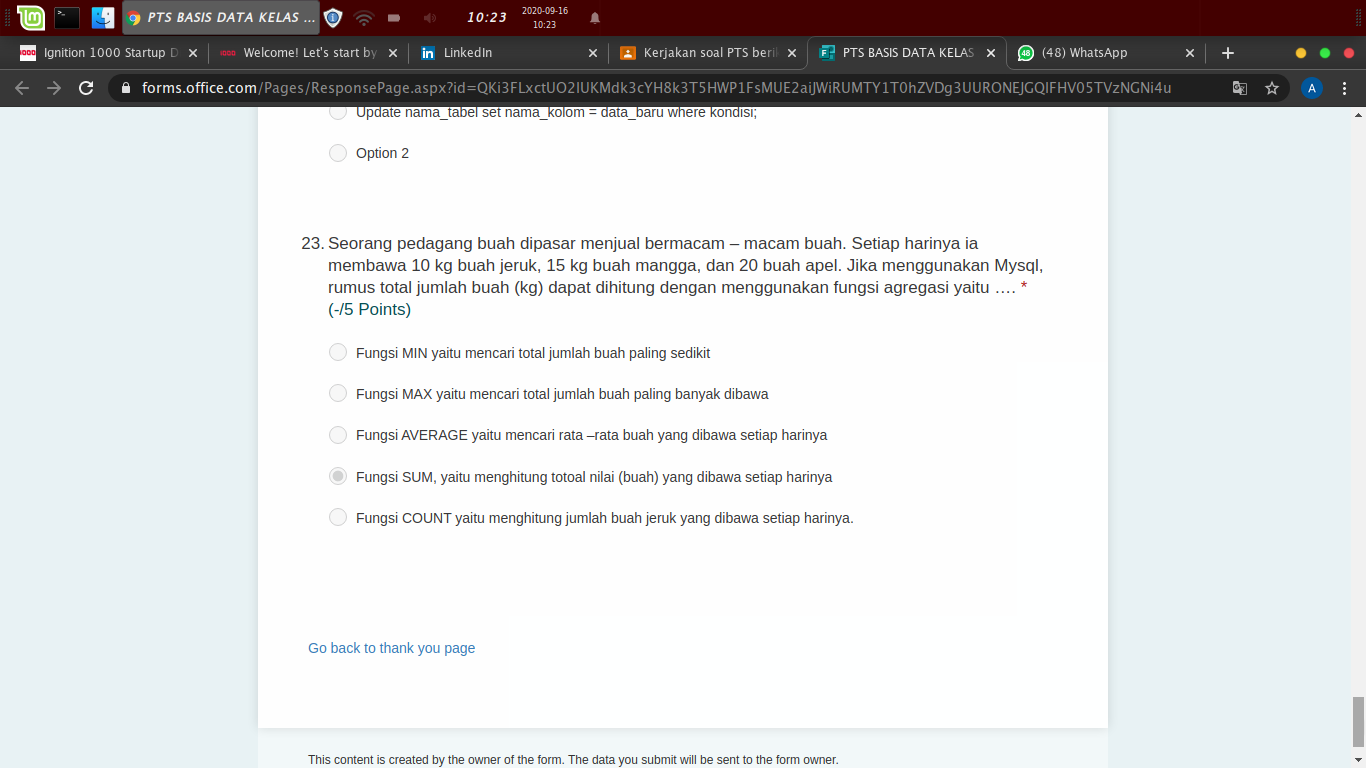 PTS BASIS DATA KELAS ...
10:23
2020-09-16
10:23
Ignition 1000 Startup D
Welcome! Let's start by
LinkedIn
Kerjakan soal PTS beri
PTS BASIS DATA KELAS
(48) WhatsApp
forms.office.com/Pages/ResponsePage.aspx?id=QKi3FLxctUO2IUKMdk3cYH8k3T5HWP1FsMUE2aiJWiRUMTY1T0hZVDg3UURONEJGQlFHV05TVzNGNi4u
A
Update nama_tabel set nama_kolom = data_baru where kondisi;
Option 2
23. Seorang pedagang buah dipasar menjual bermacam – macam buah. Setiap harinya ia
membawa 10 kg buah jeruk, 15 kg buah mangga, dan 20 buah apel. Jika menggunakan Mysql,
rumus total jumlah buah (kg) dapat dihitung dengan menggunakan fungsi agregasi yaitu …. *
(-/5 Points)
Fungsi MIN yaitu mencari total jumlah buah paling sedikit
Fungsi MAX yaitu mencari total jumlah buah paling banyak dibawa
Fungsi AVERAGE yaitu mencari rata –rata buah yang dibawa setiap harinya
Fungsi SUM, yaitu menghitung totoal nilai (buah) yang dibawa setiap harinya
Fungsi COUNT yaitu menghitung jumlah buah jeruk yang dibawa setiap harinya.
Go back to thank you page
This content is created by the owner of the form. The data you submit will be sent to the form owner.